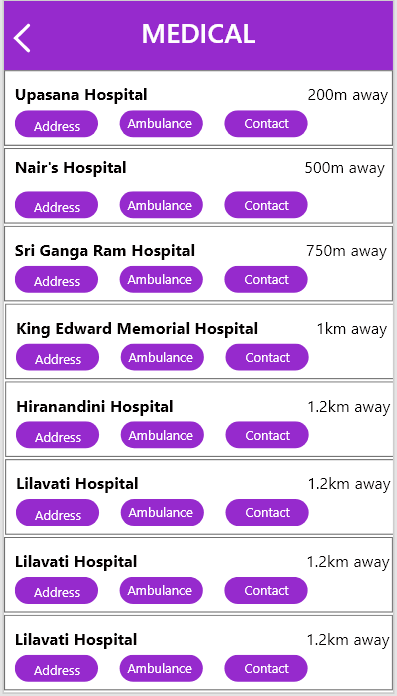 MEDICAL
Upasana Hospital 200m away
Address Ambulance Contact
Nair's Hospital 500m away
Address Ambulance Contact
Sri Ganga Ram Hospital 750m away
Address Ambulance Contact
King Edward Memorial Hospital 1km away
Address Ambulance Contact
Hiranandini Hospital 1.2km away
Address Ambulance Contact
Lilavati Hospital 1.2km away
Address Ambulance Contact
Lilavati Hospital 1.2km away
Address Ambulance Contact
Lilavati Hospital 1.2km away
Address Ambulance Contact